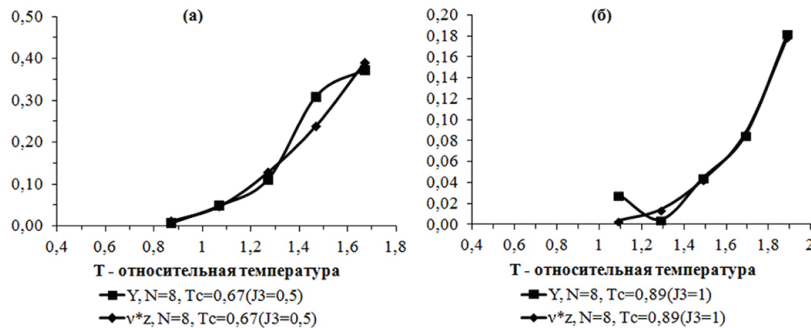 (а)
0,50
0,40
0,30
0,20
0,10
0,00
0,4 0,6 0,8 1 1,2 1,4 1,6 1,8
T - относительная температура
Y, N=8, Tc=0,67(J3=0,5)
ν*z, N=8, Tc=0,67(J3=0,5)
(б)
0,20
0,18
0,16
0,14
0,12
0,10
0,08
0,06
0,04
0,02
0,00
0,4 0,6 0,8 1 1,2 1,4 1,6 1,8 2
T - относительная температура
Y, N=8, Tc=0,89(J3=1)
ν*z, N=8, Tc=0,89(J3=1)